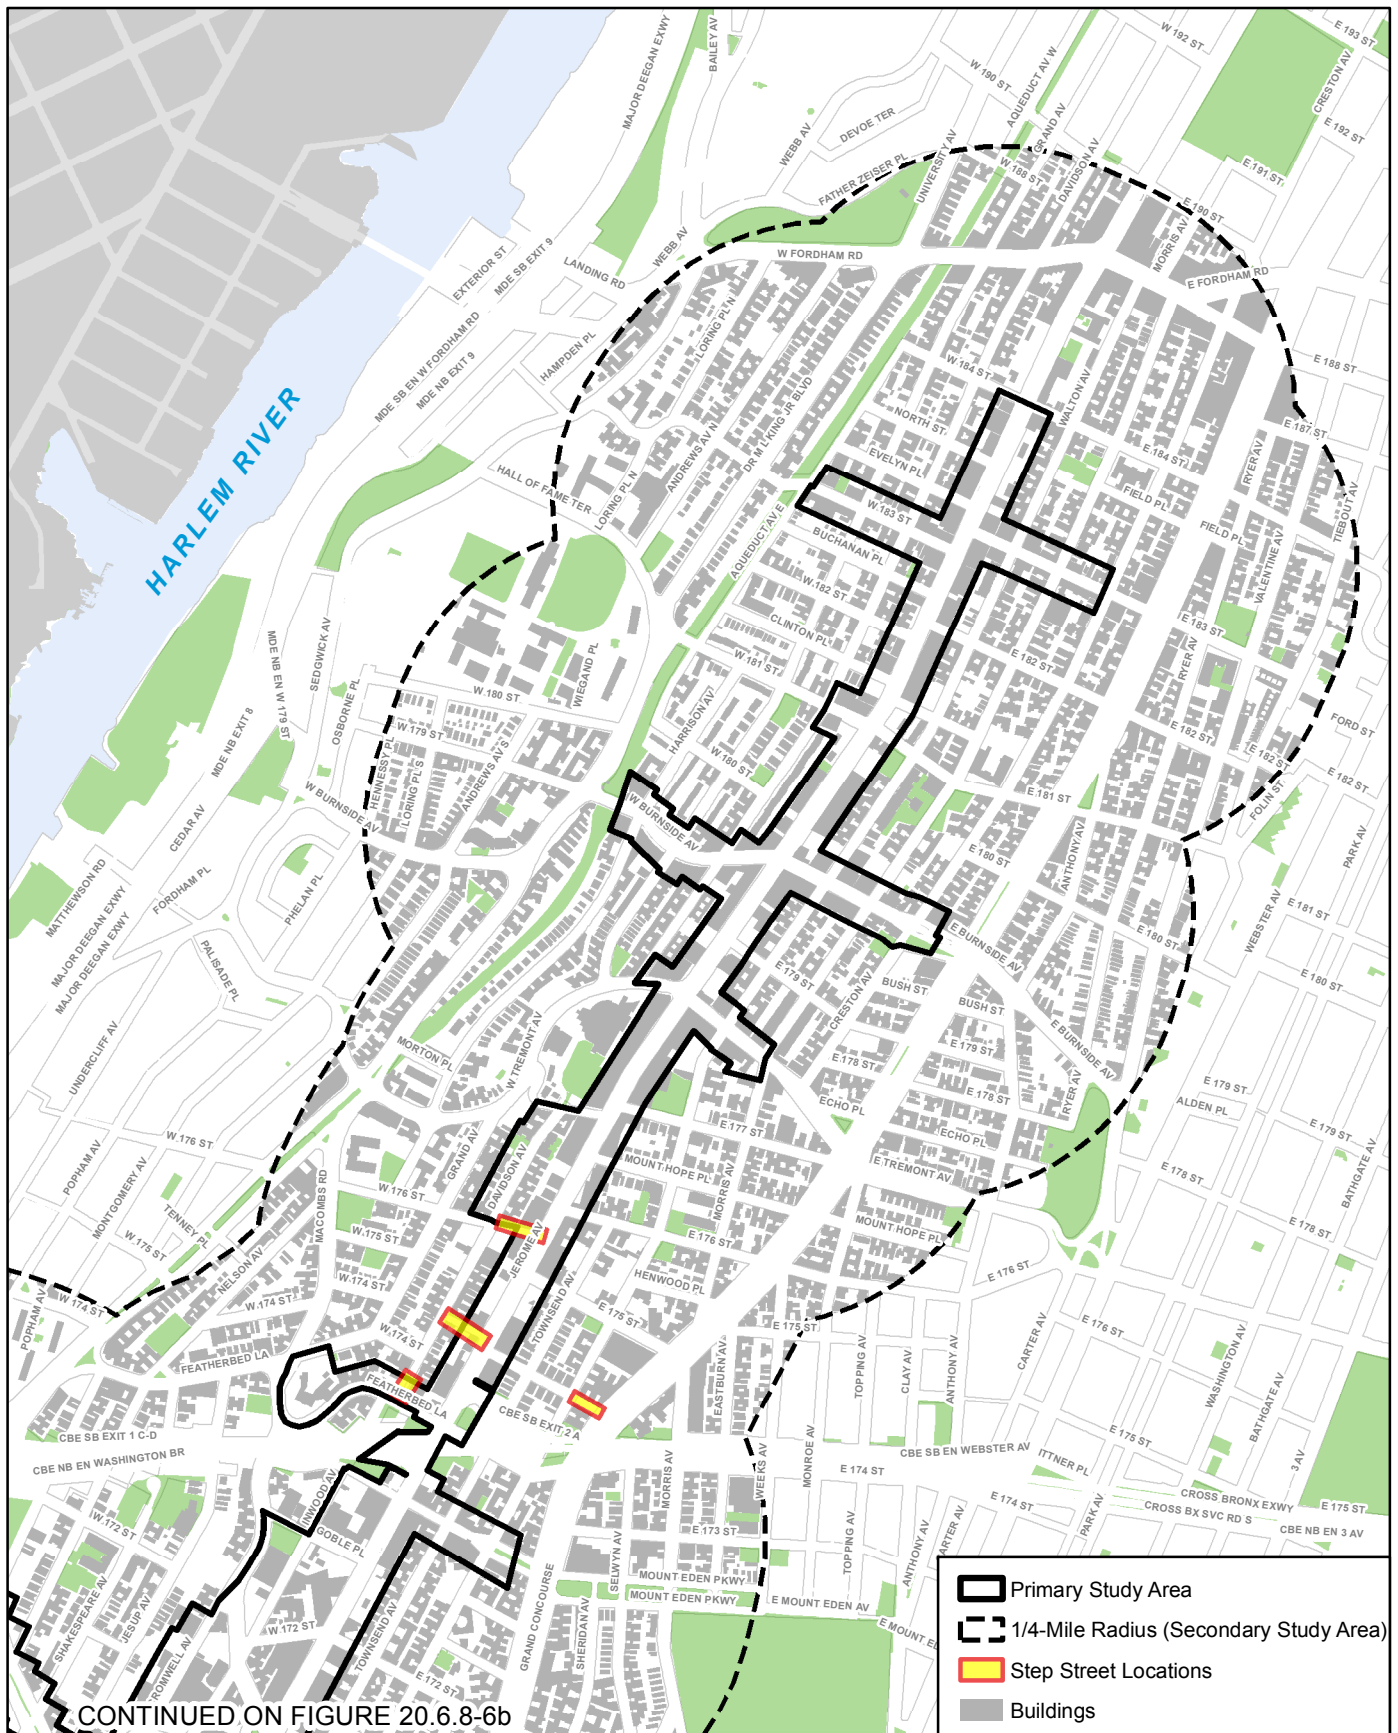 E 193 ST
W 192 ST
CRESTON AV
MAJOR DEEGAN EXWY
BAILEY AV
AQUEDUCT AV W
W 190 ST
E 192 ST
DEVOE TER
WEBB AV
GRAND AV
UNIVERSITY AV
DAVIDSON AV
W 188 ST
E 191 ST
FATHER ZEISER PL
E 190 ST
MORRIS AV
WEBB AV
W FORDHAM RD
EXTERIOR ST
MDE SB EXIT 9
LANDING RD
E FORDHAM RD
LORING PL N
MDE SB EN W FORDHAM RD
MDE NB EXIT 9
HAMPDEN PL
W 184 ST
E 188 ST
WALTON AV
DR M L KING JR BLVD
ANDREWS AV N
NORTH ST
E 187 ST
HARLEM RIVER
EVELYN PL
E 184 ST
RYER AV
HALL OF FAME TER
LORING PL N
FIELD PL
TIEBOUT AV
W 183 ST
FIELD PL
AQUEDUCT AV E
BUCHANAN PL
VALENTINE AV
W 182 ST
CLINTON PL
E 183 ST
MDE NB EN W 179 ST
SEDGWICK AV
WIEGAND PL
W 181 ST
E 182 ST
RYER AV
OSBORNE PL
W 180 ST
HARRISON AV
FORD ST
W 179 ST
MDE NB EXIT 8
E 182 ST
HENNESSY PL
LORING PL S
ANDREWS AV S
W 180 ST
E 182 ST
E 182 ST
W BURNSIDE AV
E 181 ST
FOLIN ST
W BURNSIDE AV
CEDAR AV
PARK AV
E 180 ST
ANTHONY AV
MATTHEWSON RD
FORDHAM PL
PHELAN PL
MAJOR DEEGAN EXWY
MAJOR DEEGAN EXWY
WEBSTER AV
E 181 ST
E BURNSIDE AV
E 180 ST
PALISADE PL
E 179 ST
E 180 ST
CRESTON AV
BUSH ST
BUSH ST
UNDERCLIFF AV
MORTON PL
W TREMONT AV
E BURNSIDE AV
E 179 ST
E 178 ST
E 179 ST
RYER AV
E 178 ST
ALDEN PL
ECHO PL
E 177 ST
E 179 ST
W 176 ST
ECHO PL
POPHAM AV
MONTGOMERY AV
GRAND AV
DAVIDSON AV
MOUNT HOPE PL
E TREMONT AV
E 178 ST
BATHGATE AV
MACOMBS RD
W 176 ST
MORRIS AV
TENNEY PL
MOUNT HOPE PL
E 178 ST
W 175 ST
W 175 ST
JEROME AV
E 176 ST
NELSON AV
HENWOOD PL
E 176 ST
W 174 ST
W 174 ST
W 174 ST
TOWNSEND AV
E 175 ST
POPHAM AV
W 174 ST
E 175 ST
E 176 ST
CARTER AV
FEATHERBED LA
EASTBURN AV
TOPPING AV
CLAY AV
ANTHONY AV
WASHINGTON AV
FEATHERBED LA
BATHGATE AV
CBE SB EXIT 2 A
CBE SB EXIT 1 C-D
E 175 ST
CBE SB EN WEBSTER AV
MONROE AV
ITTNER PL
3 AV
CBE NB EN WASHINGTON BR
E 174 ST
MORRIS AV
WEEKS AV
INWOOD AV
E 174 ST
CROSS BRONX EXWY
E 175 ST
CROSS BX SVC RD S
CBE NB EN 3 AV
PARK AV
W 172 ST
GOBLE PL
E 173 ST
ANTHONY AV
TOPPING AV
SELWYN AV
MOUNT EDEN PKWY
MOUNT EDEN PKWY
E MOUNT EDEN AV
SHAKESPEARE AV
JESUP AV
GRAND CONCOURSE
SHERIDAN AV
W 172 ST
TOWNSEND AV
E 172 ST
Primary Study Area
1/4-Mile Radius (Secondary Study Area)
Step Street Locations
Buildings
CONTINUED ON FIGURE 20.6.8-6b